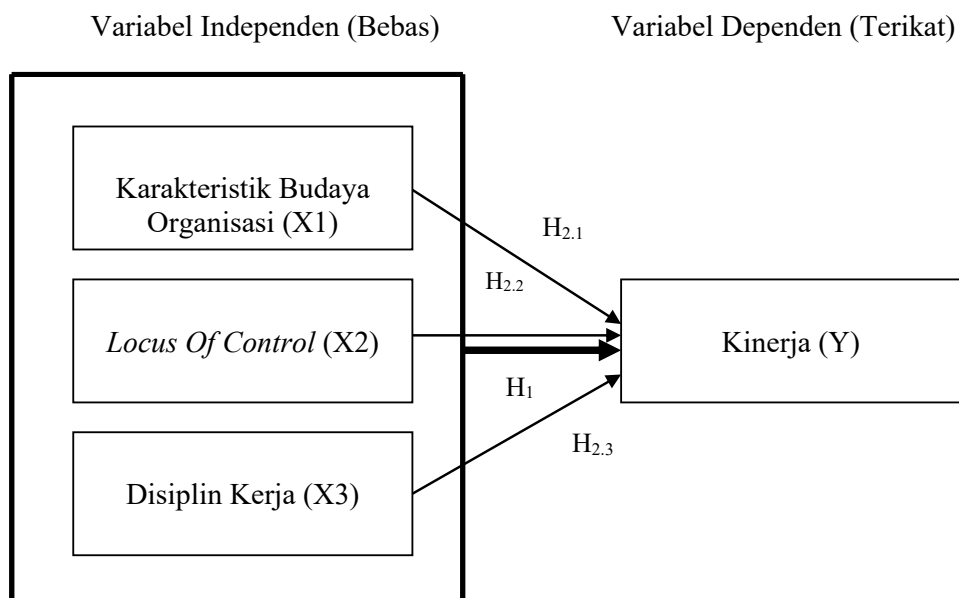 Variabel Independen (Bebas)
Variabel Dependen (Terikat)
Karakteristik Budaya
Organisasi (X1)
H2.1
H2.2
Locus Of Control (X2)
Kinerja (Y)
H1
H2.3
Disiplin Kerja (X3)